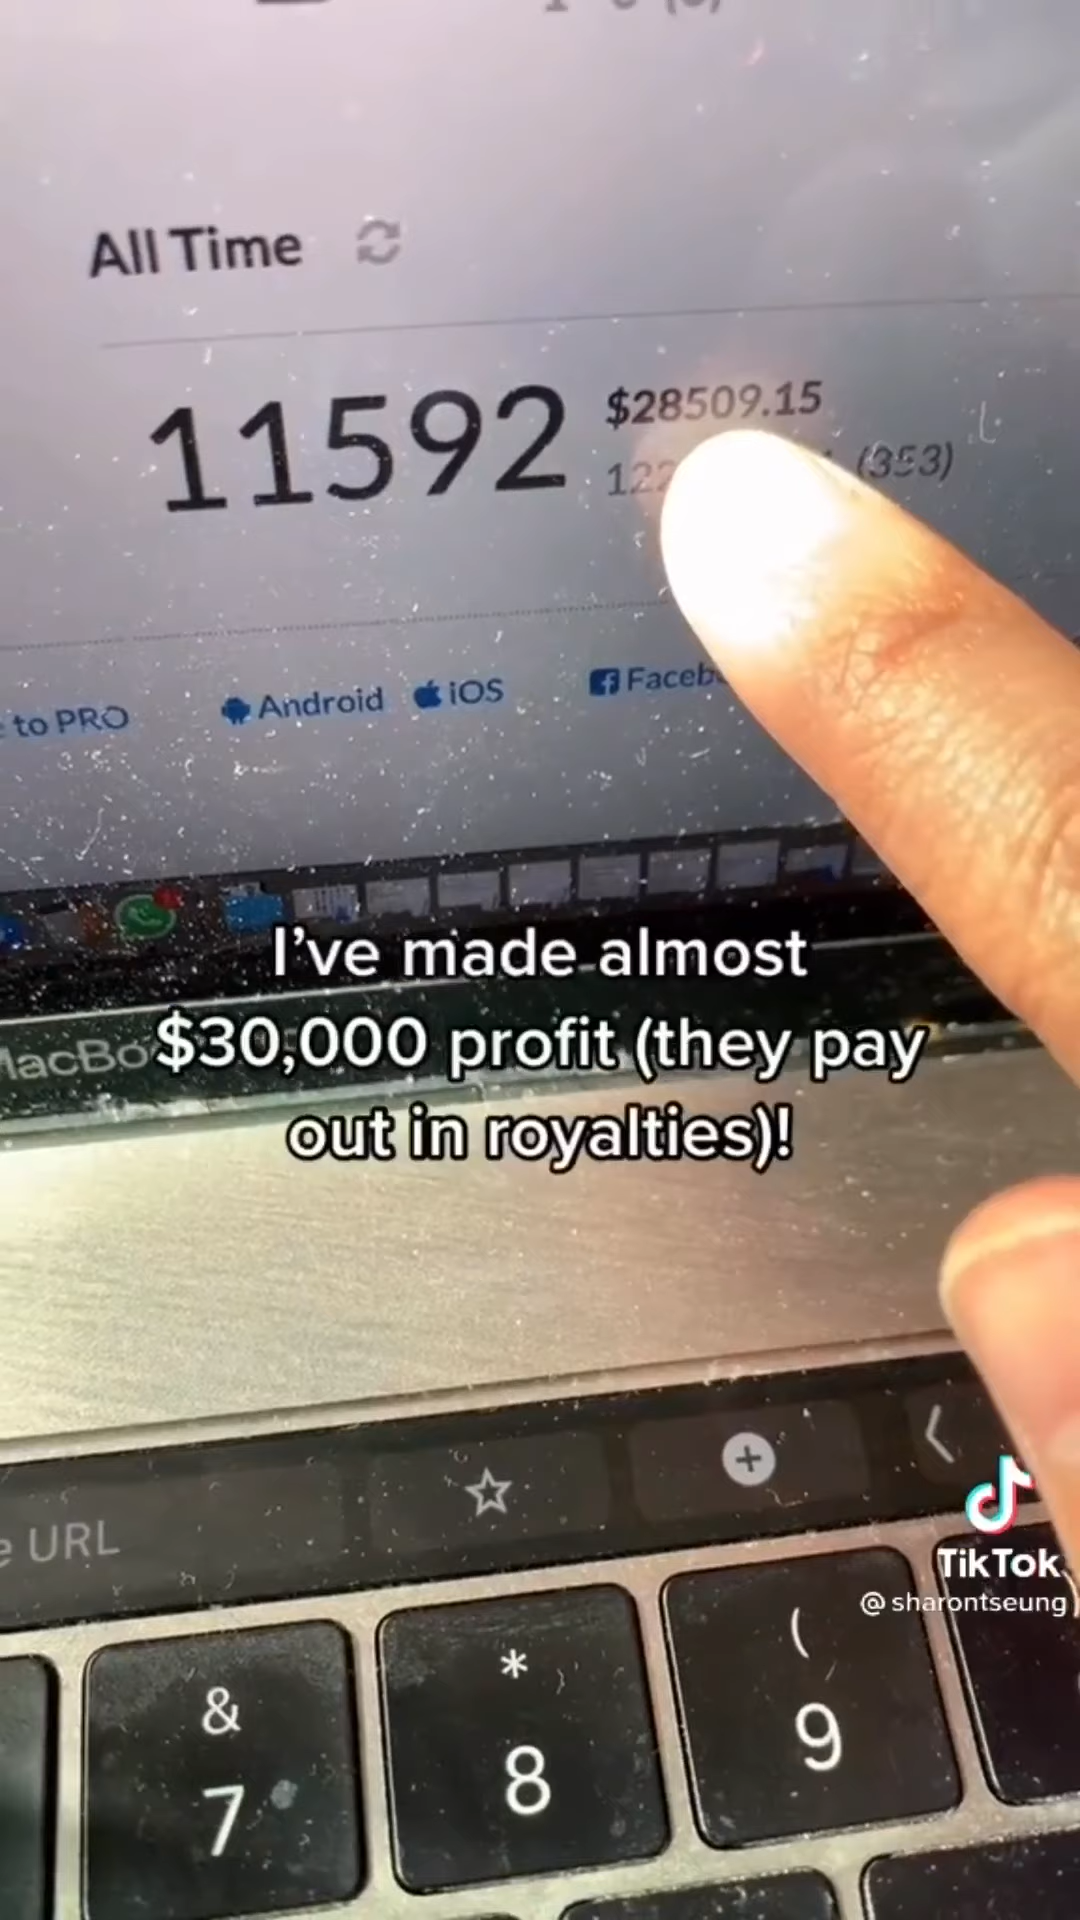 All Time
11592
$28509.15
(353)
to PRO
Android
iOS
I've made almost
$30,000 profit (they pay
out in royalties)!
URL
TikTok
@sharontseung
&
7
*
8
(
9